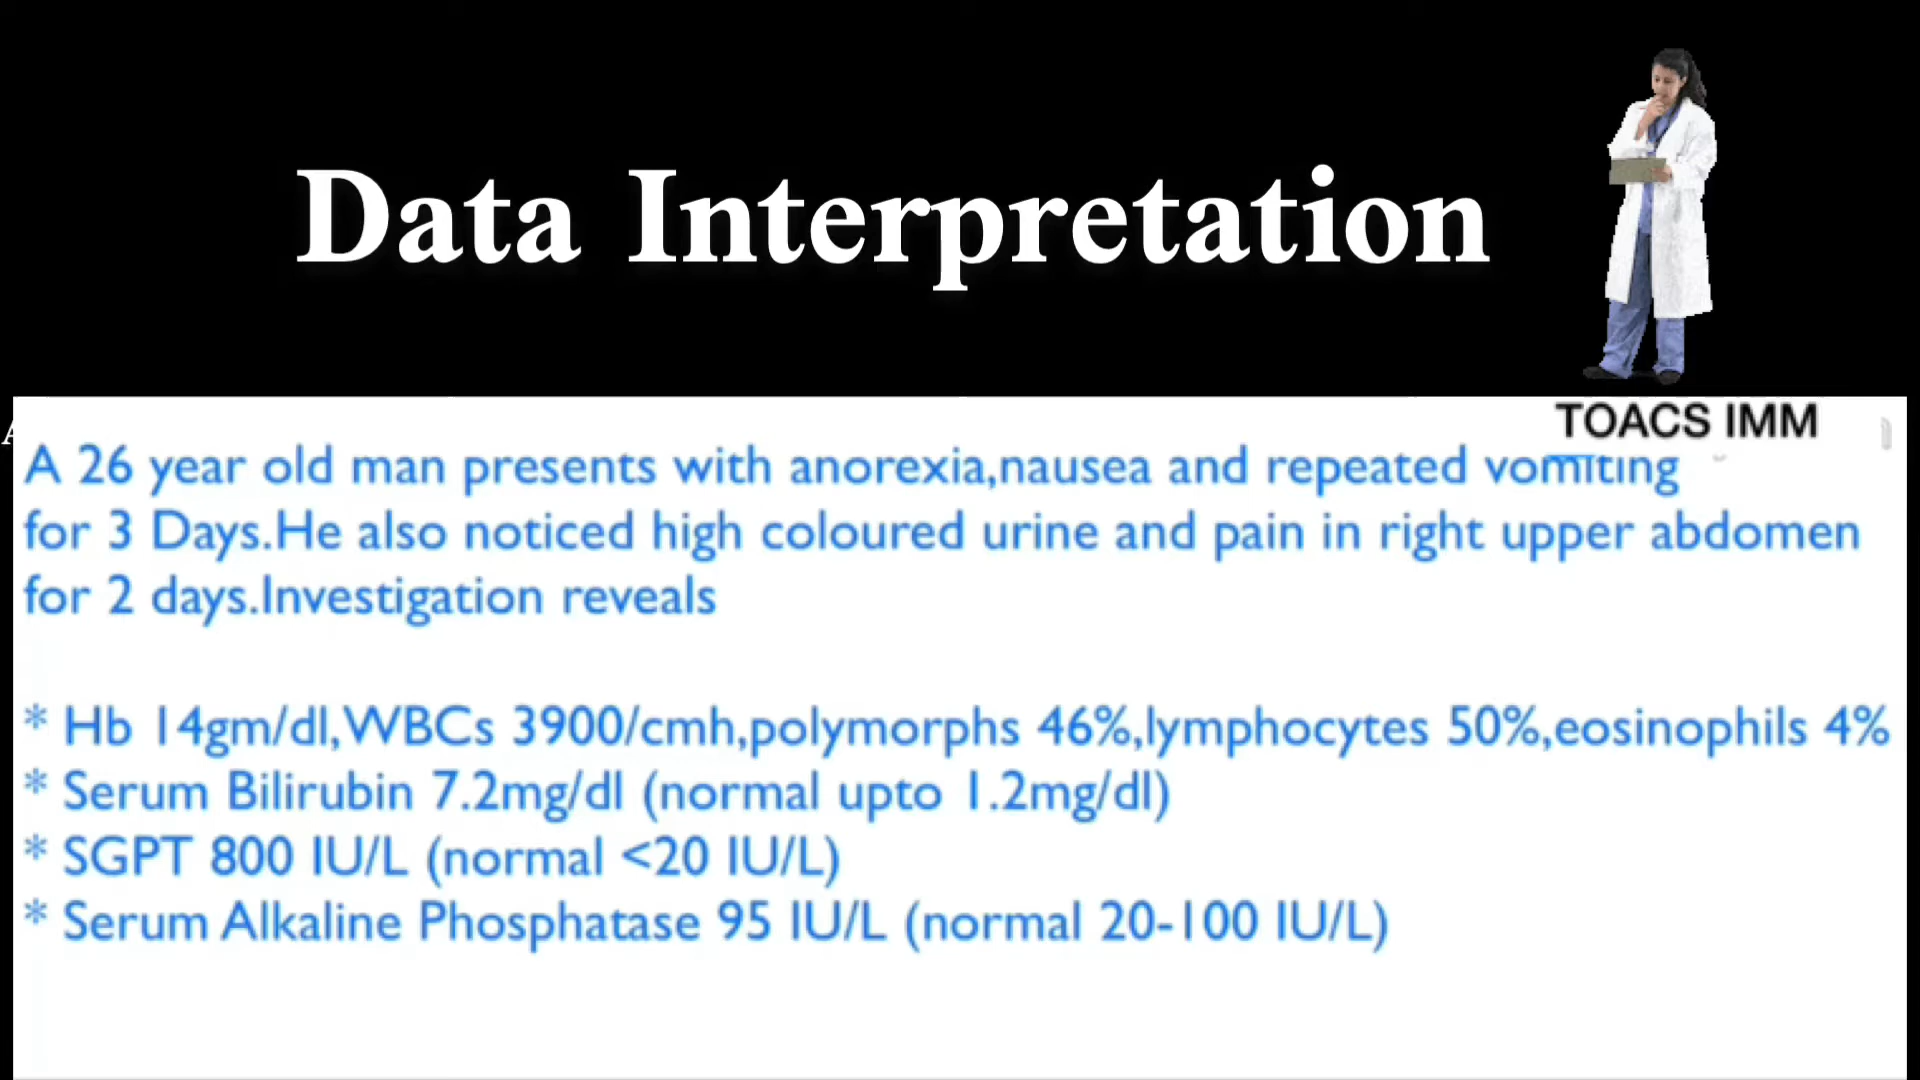 Data Interpretation
TOACS IMM
A 26 year old man presents with anorexia,nausea and repeated vomiting
for 3 Days.He also noticed high coloured urine and pain in right upper abdomen
for 2 days.Investigation reveals
* Hb 14gm/dl,WBCs 3900/cmh,polymorphs 46%,lymphocytes 50%,eosinophils 4%
* Serum Bilirubin 7.2mg/dl (normal upto 1.2mg/dl)
* SGPT 800 IU/L (normal <20 IU/L)
* Serum Alkaline Phosphatase 95 IU/L (normal 20-100 IU/L)